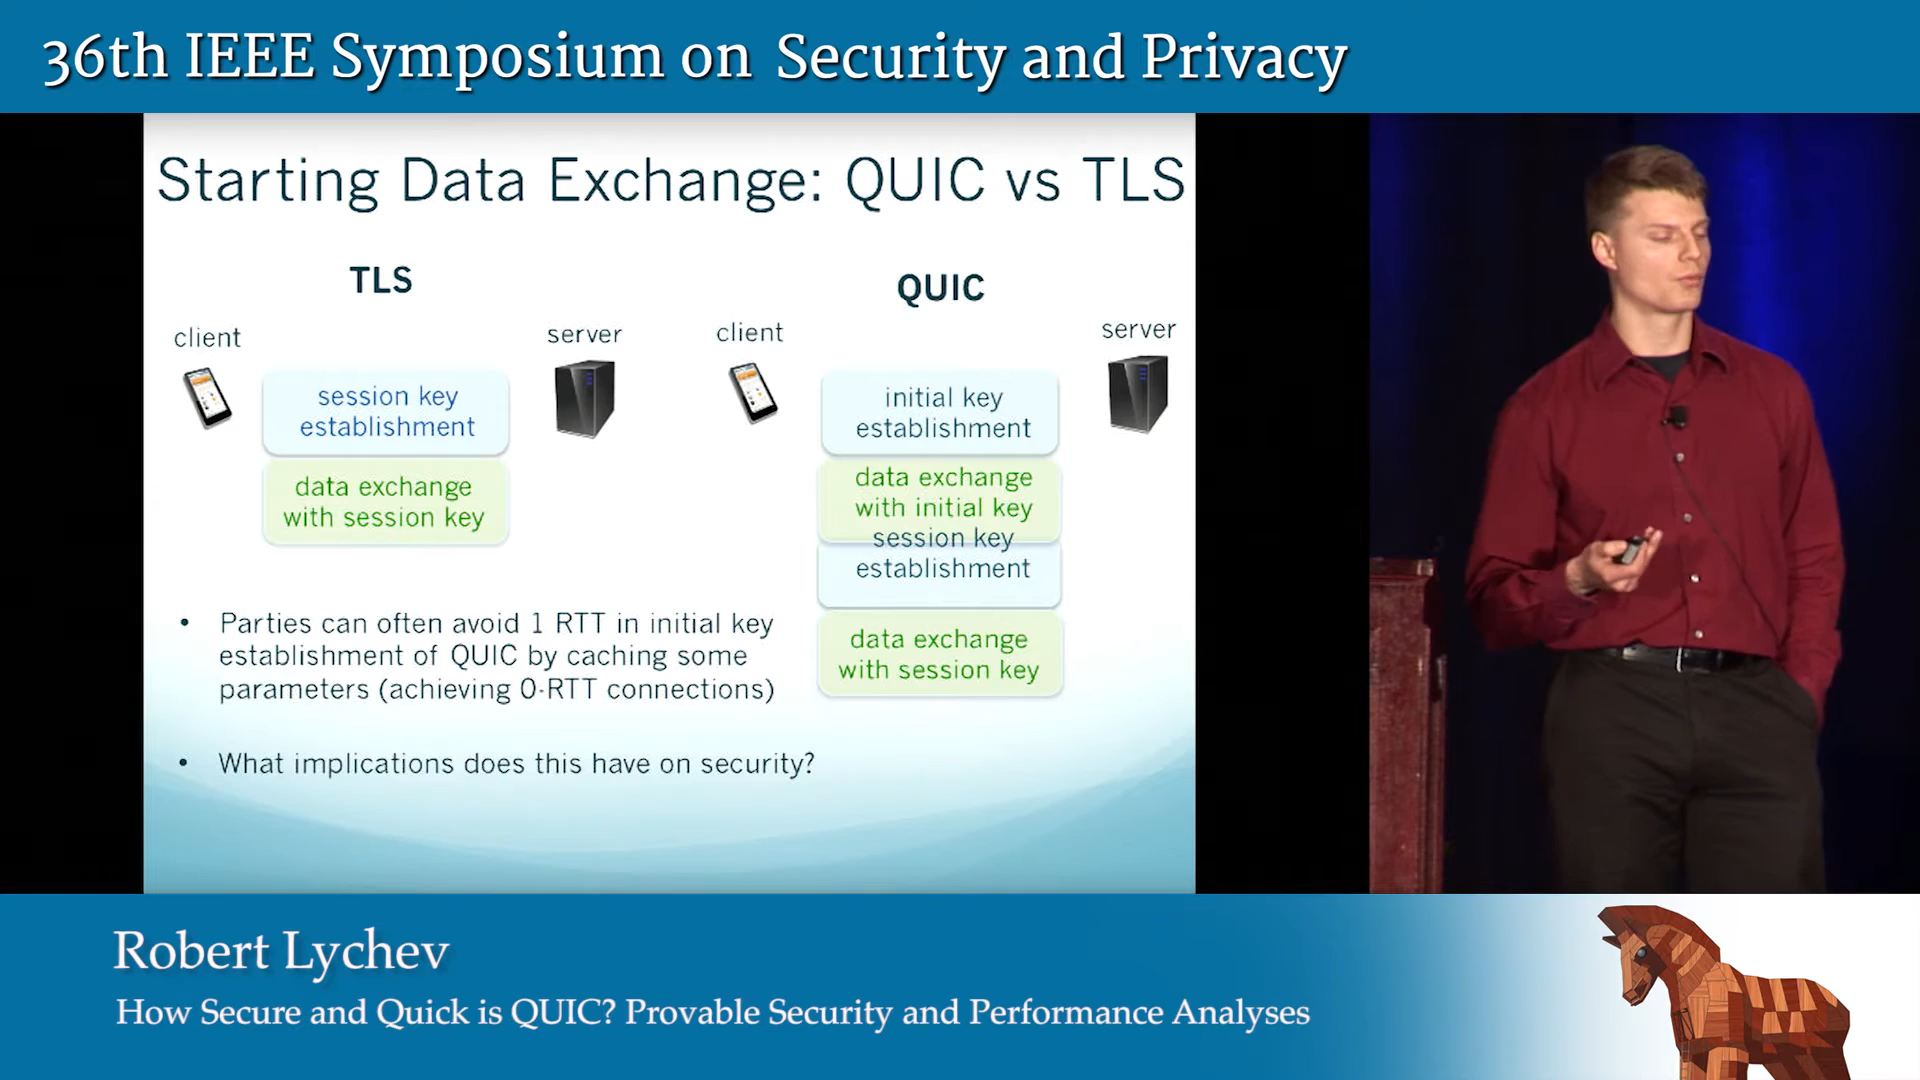 36th IEEE Symposium on Security and Privacy
Starting Data Exchange: QUIC vs TLS
TLS
client
server
session key
establishment
data exchange
with session key
QUIC
client
server
initial key
establishment
data exchange
with initial key
session key
establishment
data exchange
with session key
• Parties can often avoid 1 RTT in initial key
establishment of QUIC by caching some
parameters (achieving 0-RTT connections)
• What implications does this have on security?
Robert Lychev
How Secure and Quick is QUIC? Provable Security and Performance Analyses